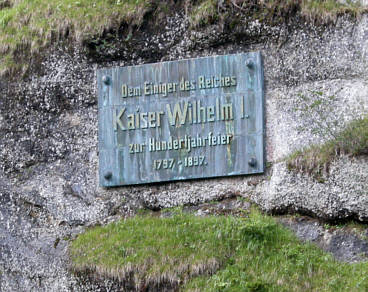 Dem Einiger des Reiches
Kaiser Wilhelm I.
zur Hundertjahrfeier
1797-1897.